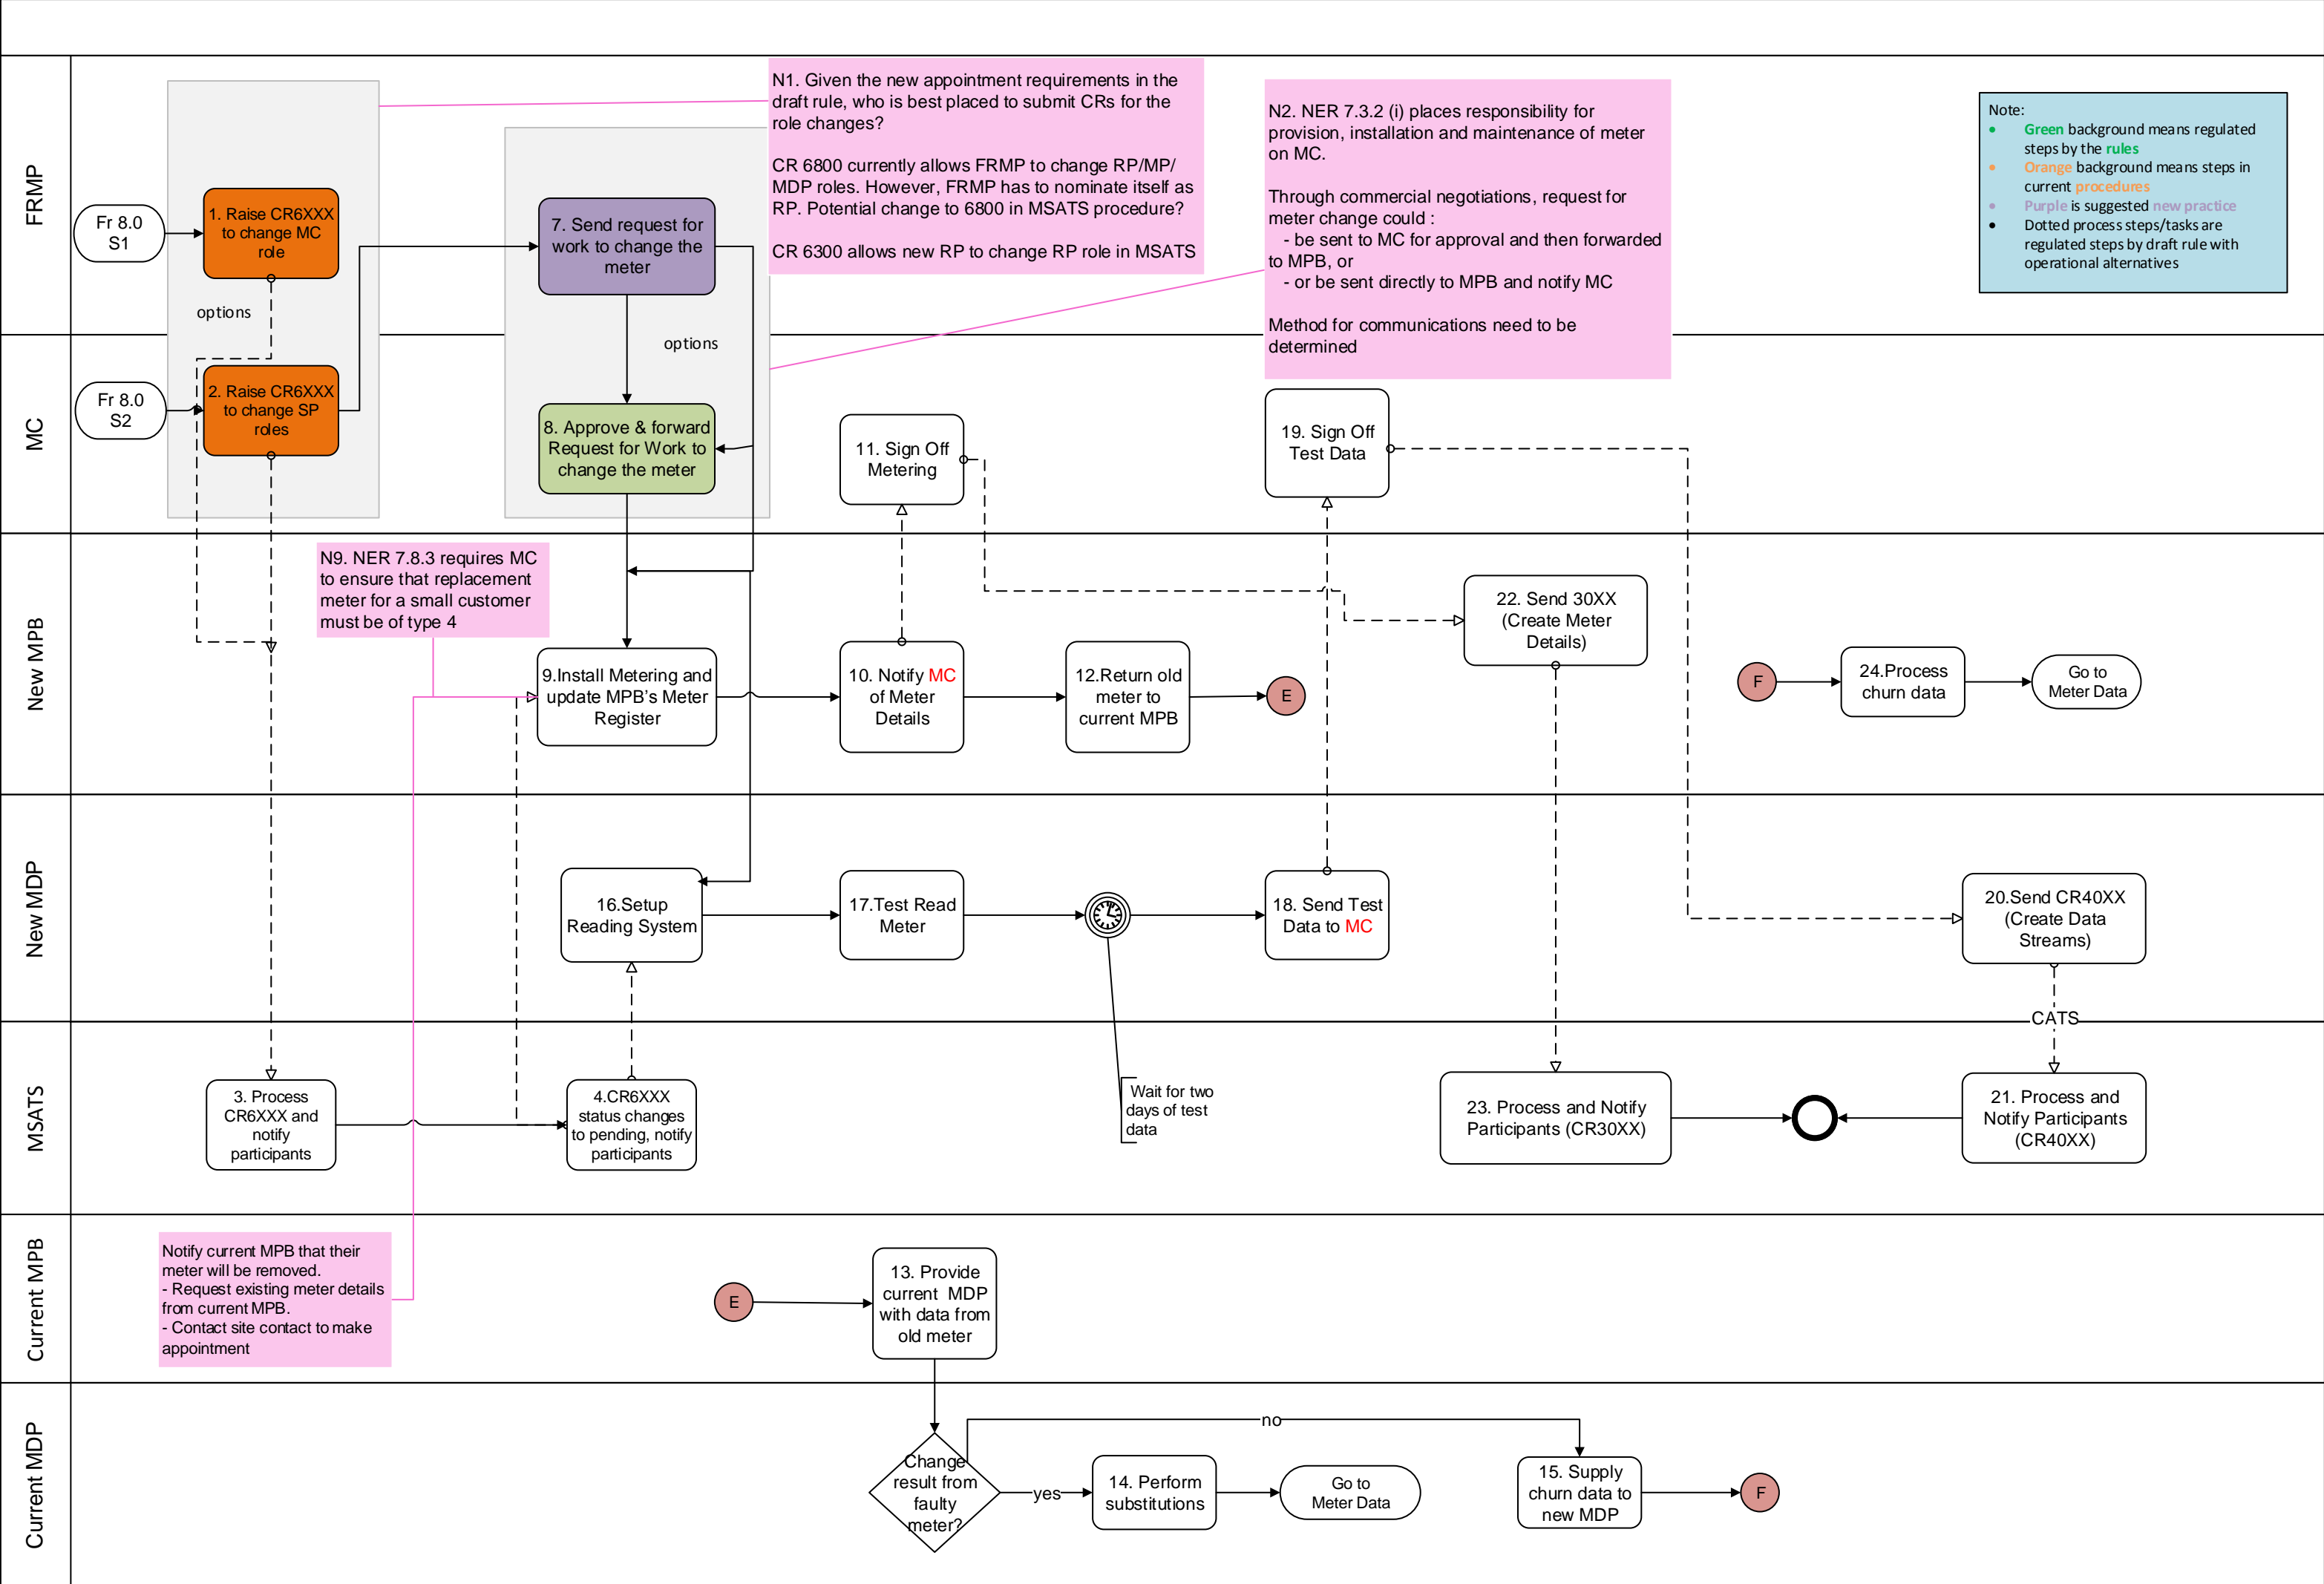 FRMP
Fr 8.0
S1
1. Raise CR6XXX
to change MC
role
options
7. Send request for
work to change the
meter
options
N1. Given the new appointment requirements in the
draft rule, who is best placed to submit CRs for the
role changes?
CR 6800 currently allows FRMP to change RP/MP/
MDP roles. However, FRMP has to nominate itself as
RP. Potential change to 6800 in MSATS procedure?
CR 6300 allows new RP to change RP role in MSATS
N2. NER 7.3.2 (i) places responsibility for
provision, installation and maintenance of meter
on MC.
Through commercial negotiations, request for
meter change could :
- be sent to MC for approval and then forwarded
to MPB, or
- or be sent directly to MPB and notify MC
Method for communications need to be
determined
Note:
• Green background means regulated
steps by the rules
• Orange background means steps in
current procedures
• Purple is suggested new practice
• Dotted process steps/tasks are
regulated steps by draft rule with
operational alternatives
MC
Fr 8.0
S2
2. Raise CR6XXX
to change SP
roles
8. Approve & forward
Request for Work to
change the meter
11. Sign Off
Metering
19. Sign Off
Test Data
New MPB
N9. NER 7.8.3 requires MC
to ensure that replacement
meter for a small customer
must be of type 4
9.Install Metering and
update MPB's Meter
Register
10. Notify MC
of Meter
Details
12.Return old
meter to
current MPB
E
22. Send 30XX
(Create Meter
Details)
F
24.Process
churn data
Go to
Meter Data
New MDP
16.Setup
Reading System
17.Test Read
Meter
18. Send Test
Data to MC
20.Send CR40XX
(Create Data
Streams)
CATS
MSATS
3. Process
CR6XXX and
notify
participants
4.CR6XXX
status changes
to pending, notify
participants
Wait for two
days of test
data
23. Process and Notify
Participants (CR30XX)
21. Process and
Notify Participants
(CR40XX)
Current MPB
Notify current MPB that their
meter will be removed.
- Request existing meter details
from current MPB.
- Contact site contact to make
appointment
E
13. Provide
current MDP
with data from
old meter
Current MDP
Change
result from
faulty
meter?
no
yes
14. Perform
substitutions
Go to
Meter Data
15. Supply
churn data to
new MDP
F